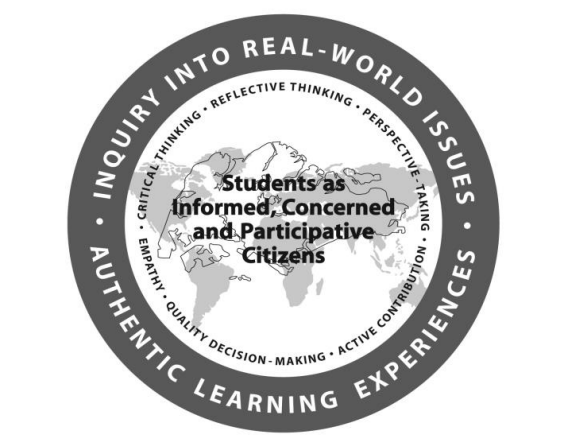 • INQUIRY INTO REAL-WORLD ISSUES •
AUTHENTIC LEARNING EXPERIENCES
• CRITICAL THINKING • REFLECTIVE THINKING • PERSPECTIVE-TAKING •
EMPATHY • QUALITY DECISION-MAKING • ACTIVE CONTRIBUTION
Students as
Informed, Concerned
and Participative
Citizens